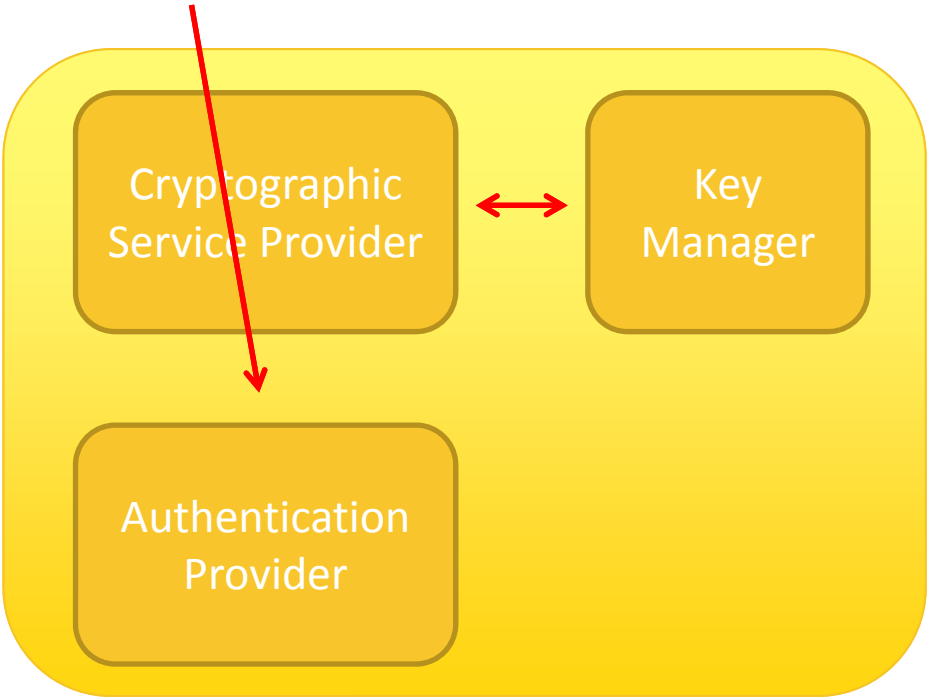 Cryptographic
Service Provider
Key
Manager
Authentication
Provider